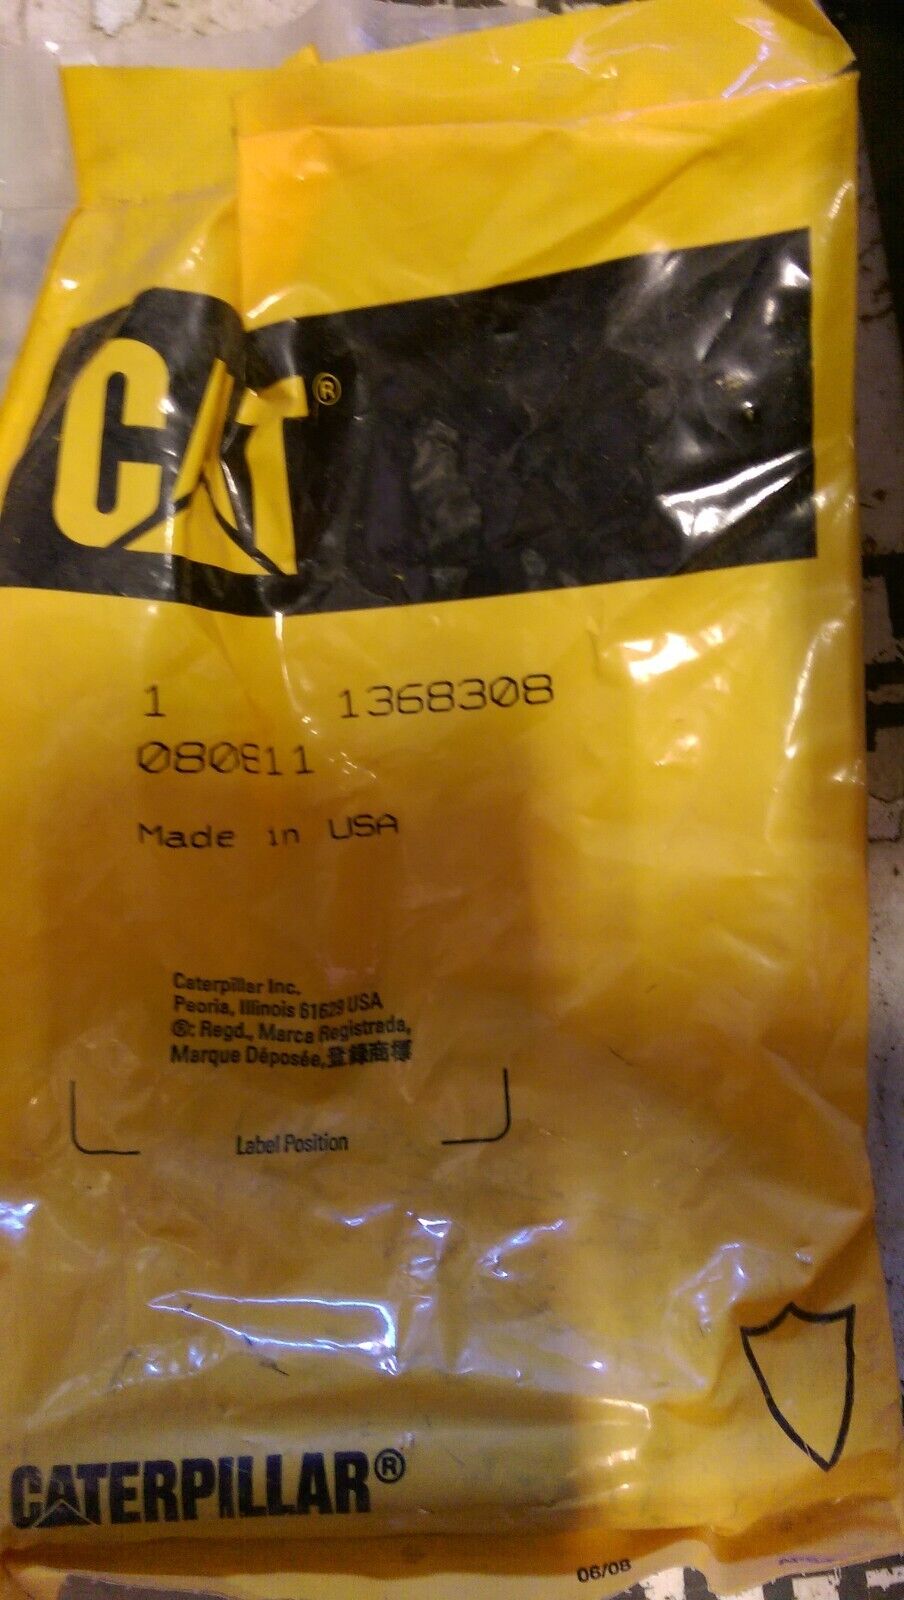 CAT®
1 1368308
080811
Made in USA
Caterpillar Inc.
Peoria, Illinois 61629 USA
®: Regd., Marca Registrada,
Marque Déposée, 登録商標
Label Position
CATERPILLAR®
06/08